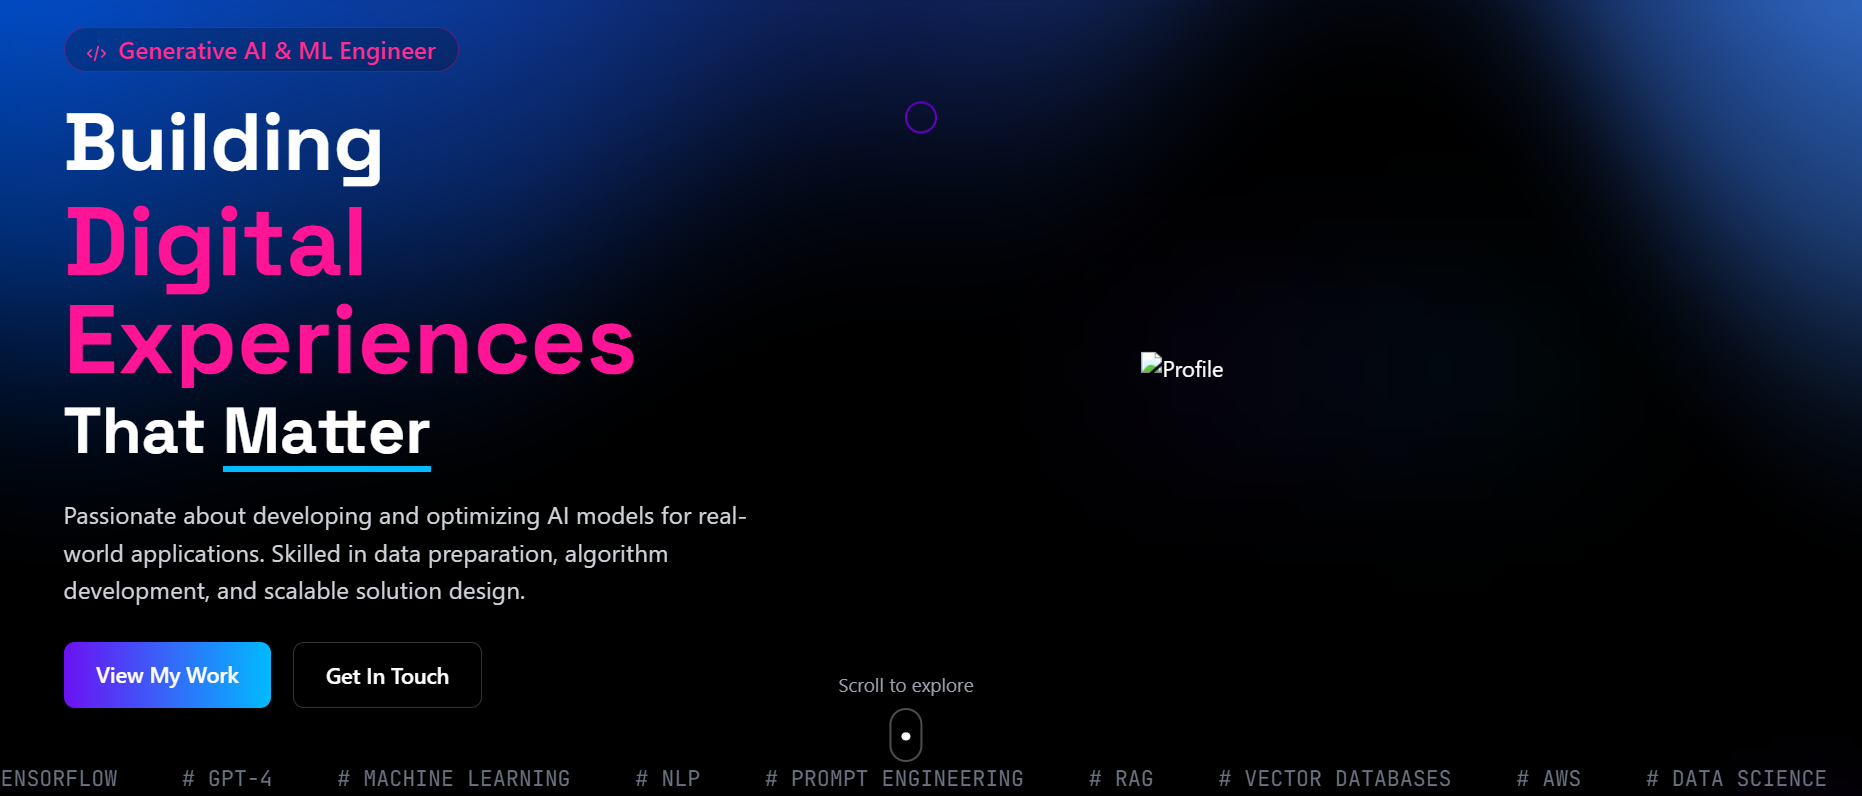 </> Generative AI & ML Engineer
Building
Digital
Experiences
That Matter
Profile
Passionate about developing and optimizing AI models for real-
world applications. Skilled in data preparation, algorithm
development, and scalable solution design.
View My Work
Get In Touch
Scroll to explore
ENSORFLOW # GPT-4 # MACHINE LEARNING # NLP # PROMPT ENGINEERING # RAG # VECTOR DATABASES # AWS # DATA SCIENCE